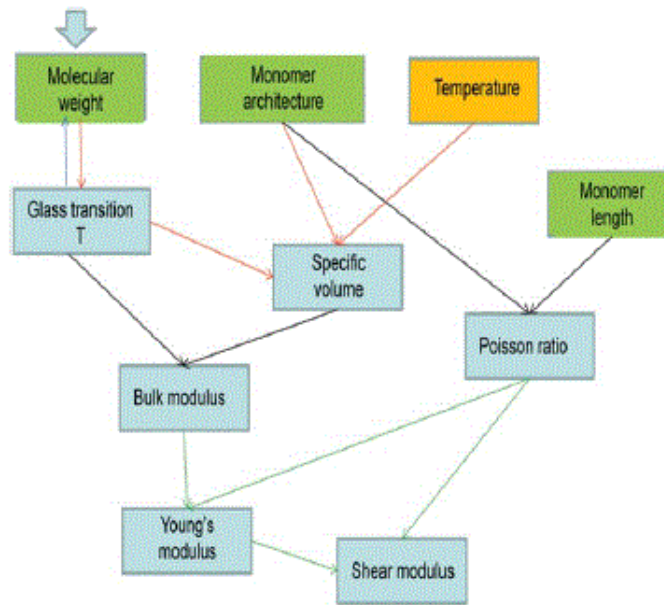 Molecular
weight
Monomer
architecture
Temperature
Glass transition
T
Monomer
length
Specific
volume
Poisson ratio
Bulk modulus
Young's
modulus
Shear modulus